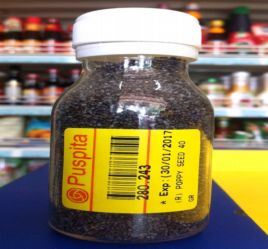 Puspita
280.243
A Exp:(30/01/2017
(R) POPPY SEED 40
GR